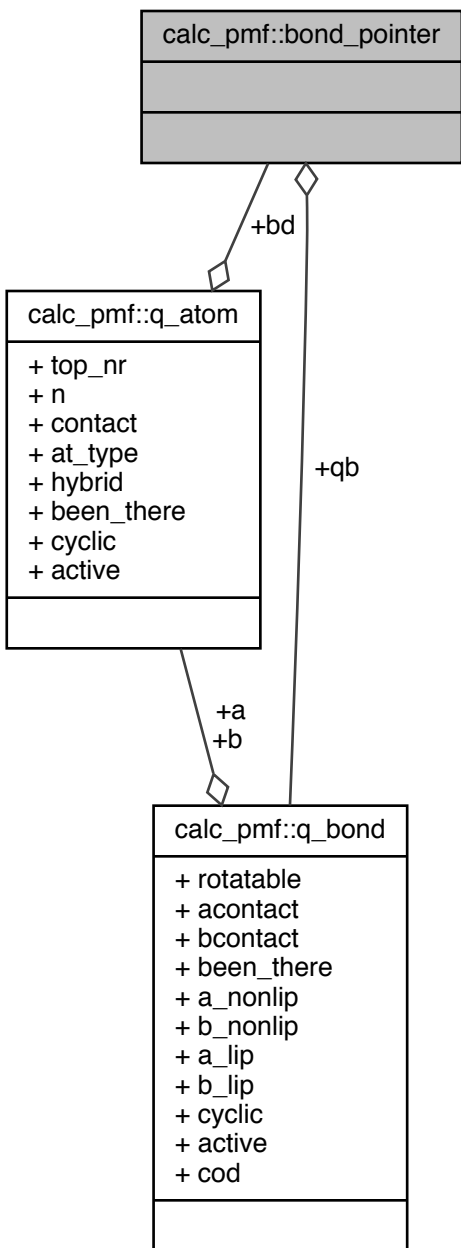 calc_pmf::bond_pointer
+bd
calc_pmf::q_atom
+ top_nr
+ n
+ contact
+ at_type
+ hybrid
+ been_there
+ cyclic
+ active
+qb
+a
+b
calc_pmf::q_bond
+ rotatable
+ acontact
+ bcontact
+ been_there
+ a_nonlip
+ b_nonlip
+ a_lip
+ b_lip
+ cyclic
+ active
+ cod